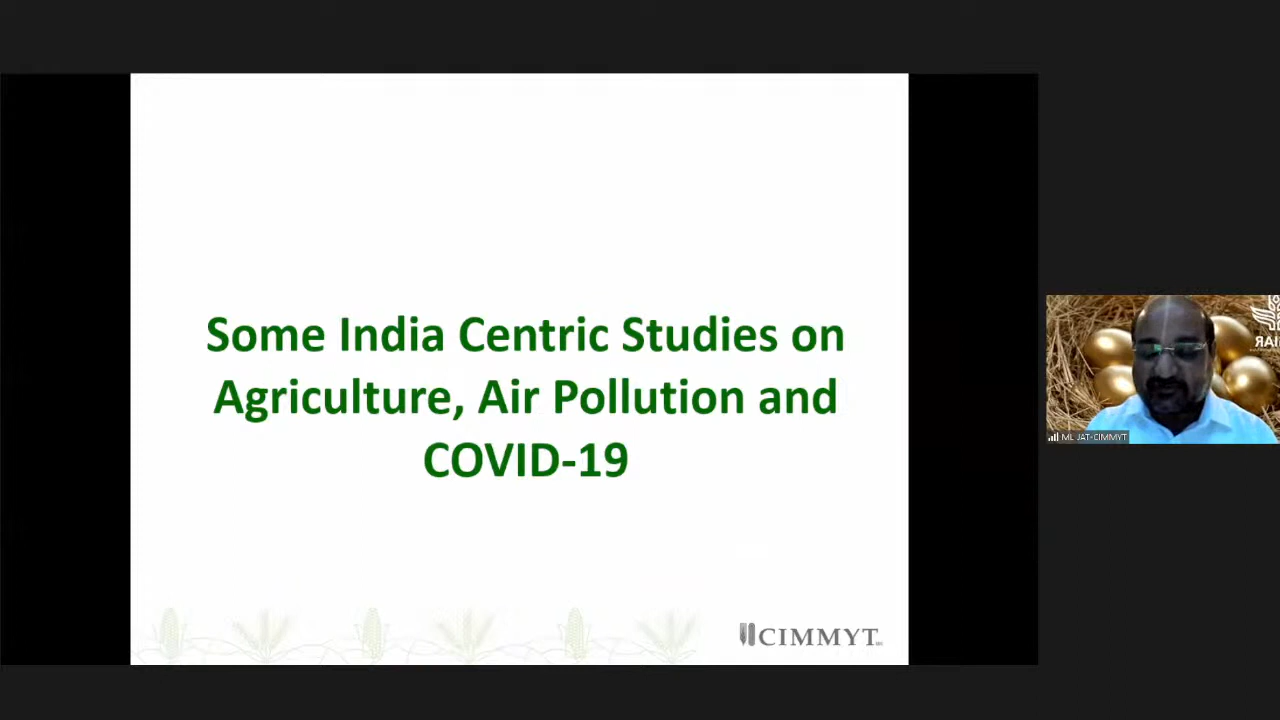 Some India Centric Studies on
Agriculture, Air Pollution and
COVID-19
CIMMYT
ML JAT-CIMMYT